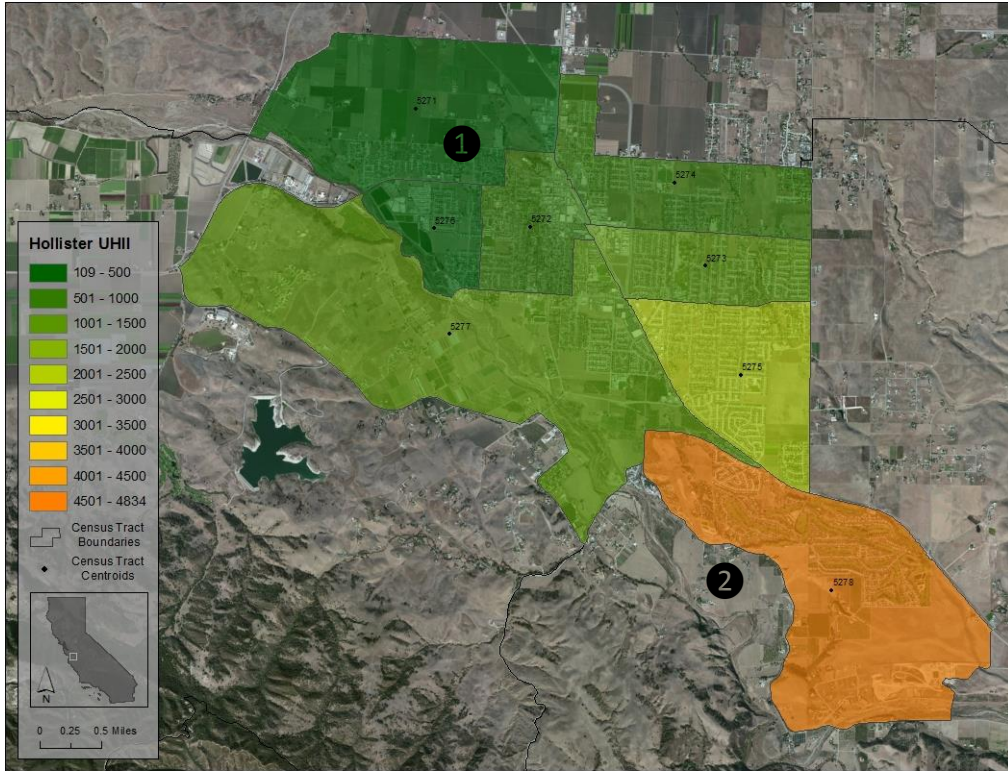 5271
1
5274
5276
5272
5273
5277
5275
2
5278
Hollister UHII
109 - 500
501 - 1000
1001 - 1500
1501 - 2000
2001 - 2500
2501 - 3000
3001 - 3500
3501 - 4000
4001 - 4500
4501 - 4834
Census Tract
Boundaries
Census Tract
Centroids
N
0 0.25 0.5 Miles